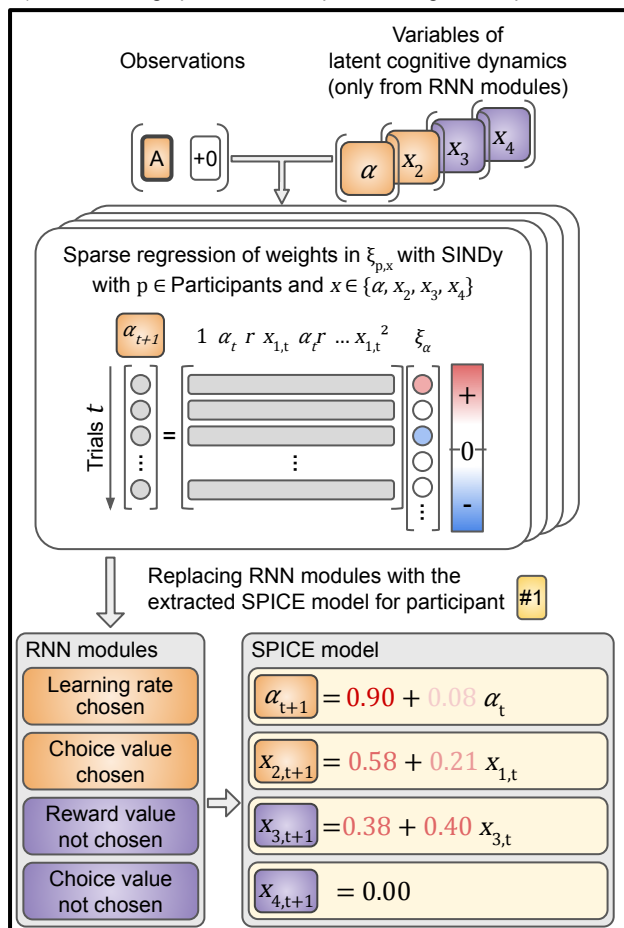 Observations
Variables of
latent cognitive dynamics
(only from RNN modules)
A +0
α x₂ x₃ x₄
Sparse regression of weights in ξp,x with SINDy
with p ∈ Participants and x ∈ {α, x₂, x₃, x₄}
αt+1 1 αt r x1,t αt r ... x1,t² ξα
Trials t
=
⋮
+
0
-
Replacing RNN modules with the
extracted SPICE model for participant #1
RNN modules
Learning rate
chosen
Choice value
chosen
Reward value
not chosen
Choice value
not chosen
SPICE model
αt+1 = 0.90 + 0.08 αt
x2,t+1 = 0.58 + 0.21 x1,t
x3,t+1 = 0.38 + 0.40 x3,t
x4,t+1 = 0.00